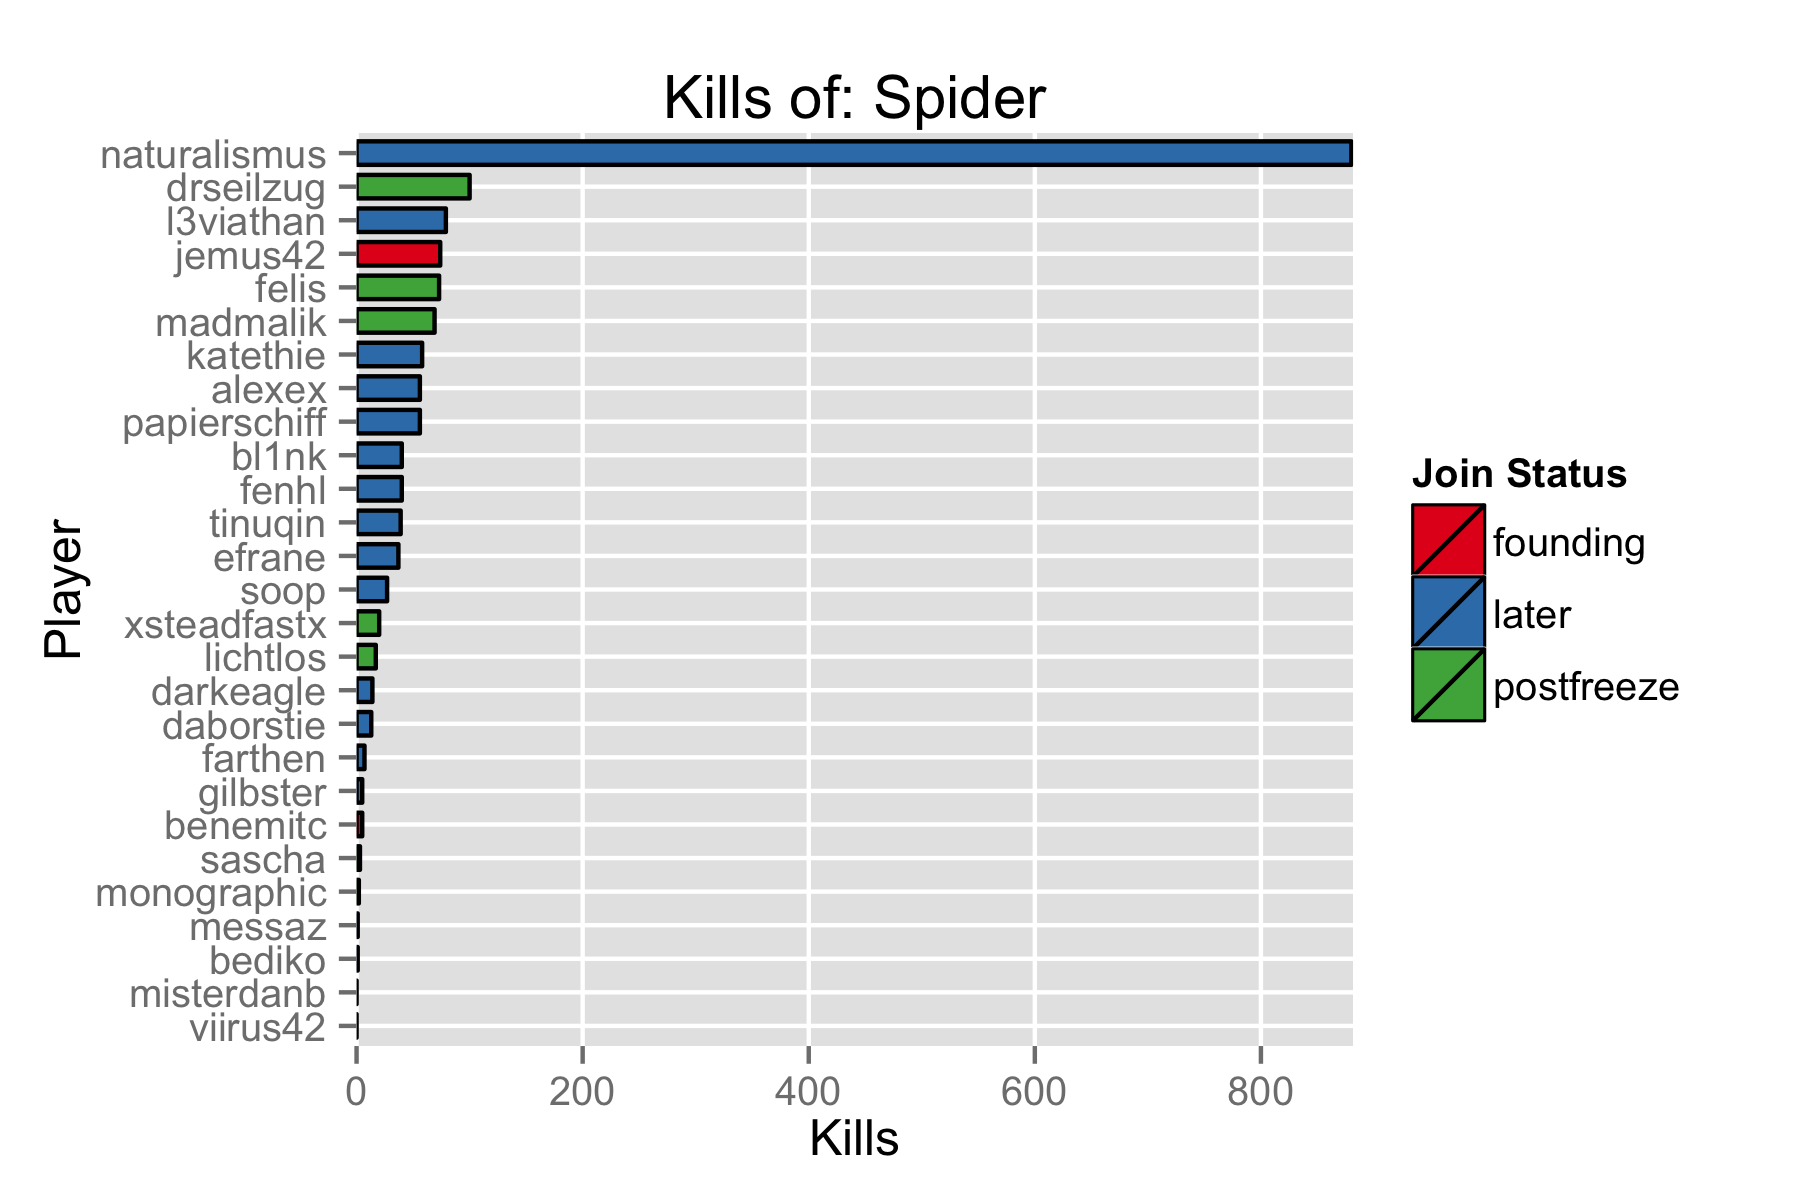 Kills of: Spider
Player
naturalismus
drseilzug
l3viathan
jemus42
felis
madmalik
katethie
alexex
papierschiff
bl1nk
fenhl
tinuqin
efrane
soop
xsteadfastx
lichtlos
darkeagle
daborstie
farthen
gilbster
benemitc
sascha
monographic
messaz
bediko
misterdanb
viirus42
0 200 400 600 800
Kills
Join Status
founding
later
postfreeze